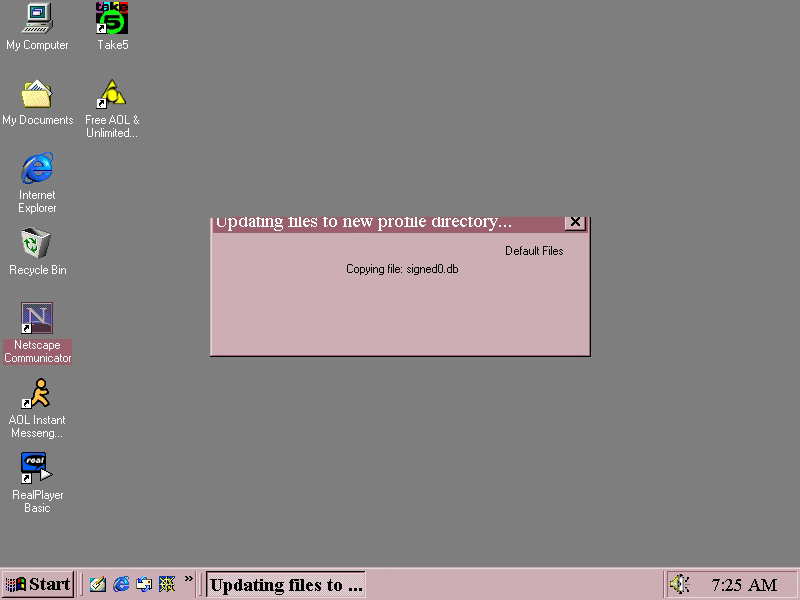 My Computer
take
5
Take5
My Documents
Free AOL &
Unlimited...
Internet
Explorer
Recycle Bin
N
Netscape
Communicator
AOL Instant
Messeng...
real
RealPlayer
Basic
Updating files to new profile directory...
Default Files
Copying file: signed0.db
Start
»
Updating files to ...
7:25 AM